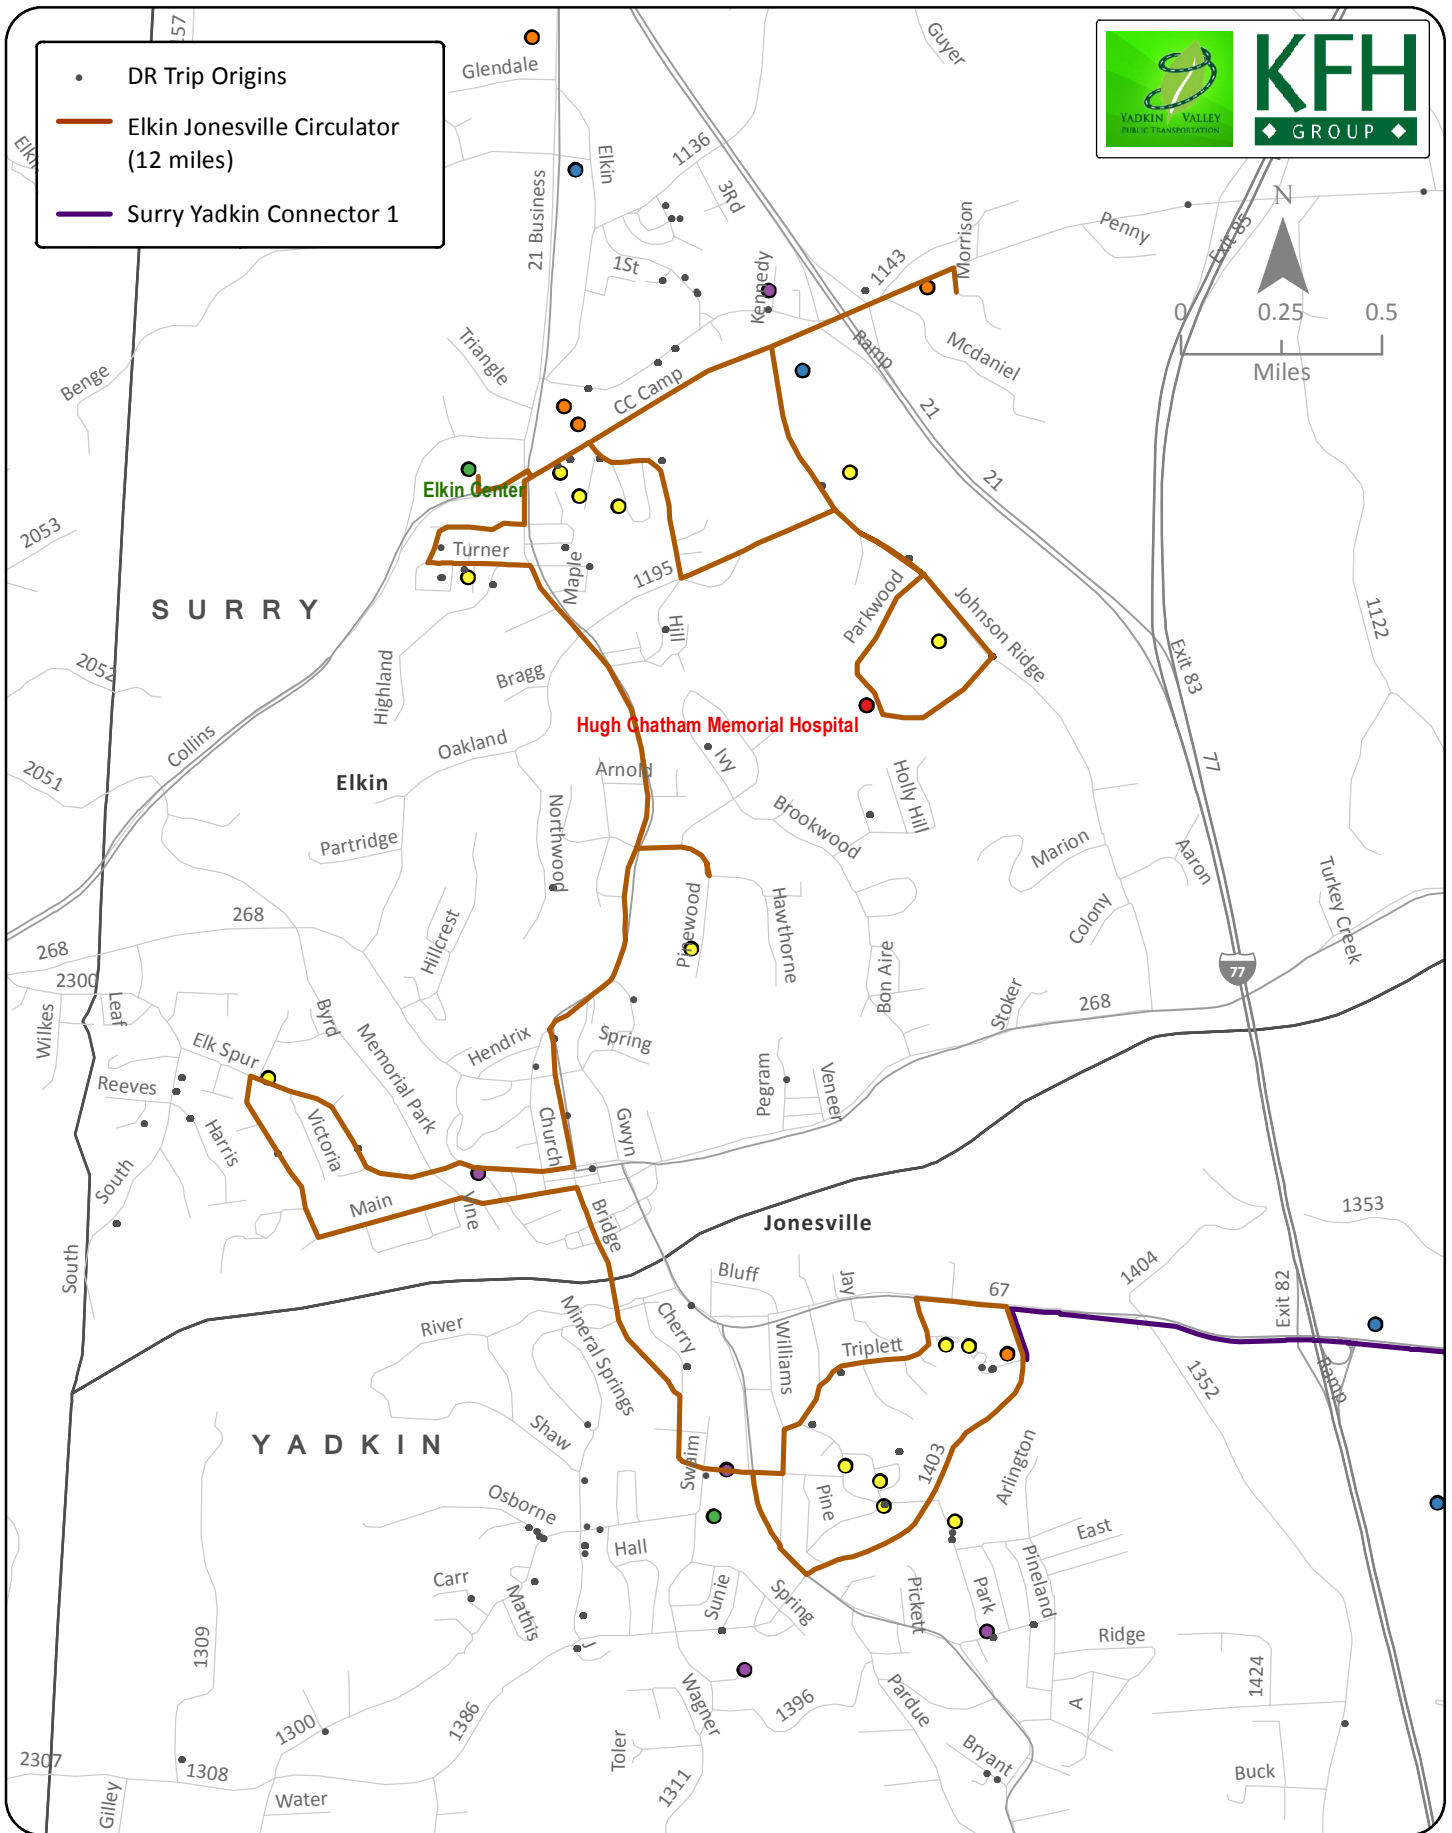 157
Glendale
Guyer
DR Trip Origins
Elkin Jonesville Circulator
(12 miles)
Surry Yadkin Connector 1
YADKIN VALLEY
PUBLIC TRANSPORTATION
KFH
GROUP
Elkin
1136
3Rd
21 Business
1St
Kennedy
1143
Morrison
Penny
Exit 85
N
0 0.25 0.5
Miles
Ramp
Mcdaniel
Triangle
Benge
CC Camp
21
21
Elkin Center
2053
Turner
Maple
1195
Parkwood
Johnson Ridge
SURRY
1122
Hill
2052
Highland
Bragg
Exit 83
Hugh Chatham Memorial Hospital
Collins
Oakland
Ivy
77
2051
Elkin
Arnold
Holly Hill
Northwood
Brookwood
Partridge
Marion
Aaron
Turkey Creek
Pinewood
Hawthorne
Colony
268
Hillcrest
268
Bon Aire
77
2300
Leaf
Wilkes
Byrd
Stoker
268
Elk Spur
Memorial Park
Hendrix
Spring
Reeves
Pegram
Veneer
Harris
Victoria
Church
Gwyn
South
Main
Vine
Bridge
Jonesville
1353
South
1404
Bluff
Jay
67
Exit 82
River
Mineral Springs
Cherry
Williams
Triplett
1352
Ramp
YADKIN
Shaw
Swaim
1403
Arlington
Osborne
Pine
East
Hall
Carr
Mathis
Sunie
Spring
Pickett
Park
Pineland
1309
J
Ridge
1424
Wagner
1396
Pardue
A
1300
1386
Toler
Bryant
2307
1308
1311
Buck
Gilley
Water